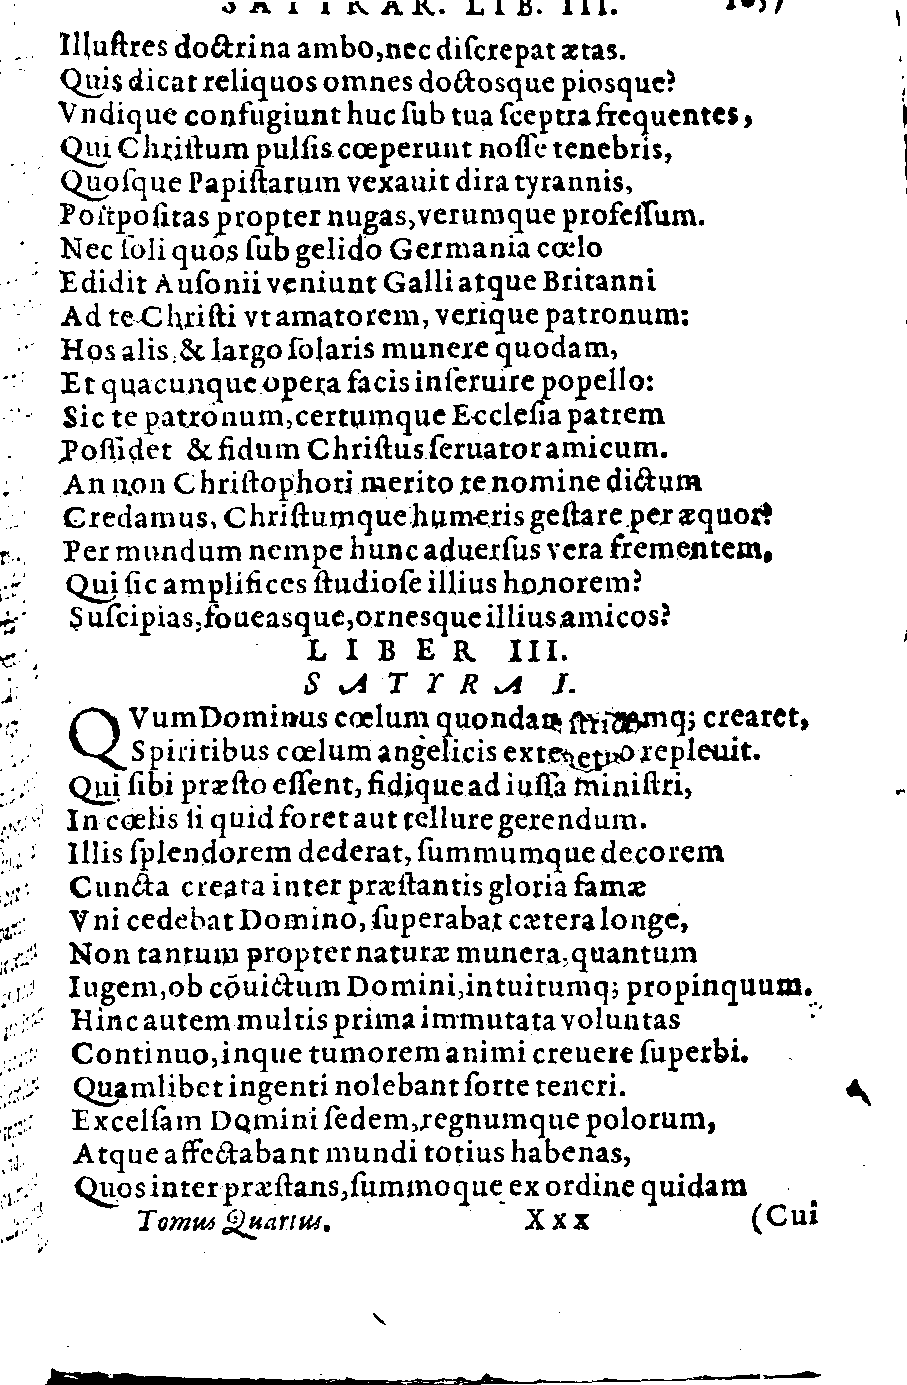 SATYRAR. LIB. III.
Illuſtres doctrina ambo,nec diſcrepat ætas.
Quis dicat reliquos omnes doctosque piosque?
Vndique confugiunt huc ſub tua ſceptra frequentes,
Qui Chriſtum pulſis cœperunt noſſe tenebris,
Quoſque Papiſtarum vexauit dira tyrannis,
Poſtpoſitas propter nugas,verumque profeſſum.
Nec ſoli quos ſub gelido Germania cœlo
Edidit Auſonii veniunt Galli atque Britanni
Ad te Chriſti vt amatorem, verique patronum:
Hos alis & largo ſolaris munere quodam,
Et quacunque opera facis inſeruire popello:
Sic te patronum,certumque Eccleſia patrem
Poſſidet & fidum Chriſtus ſeruator amicum.
An non Chriſtophori merito te nomine dictum
Credamus, Chriſtumque humeris geſtare per æquor?
Per mundum nempe hunc aduerſus vera frementem,
Qui ſic amplifices ſtudioſe illius honorem?
Suſcipias,foueasque,ornesque illius amicos?
LIBER III.
SATYRA I.
QVum Dominus cœlum quondam crearet,
Spiritibus cœlum angelicis repleuit.
Qui ſibi præſto eſſent, fidique ad iuſſa miniſtri,
In cœlis ſi quid foret aut tellure gerendum.
Illis ſplendorem dederat, ſummumque decorem
Cuncta creata inter præſtantis gloria famæ
Vni cedebat Domino, ſuperabat cætera longe,
Non tantum propter naturæ munera,quantum
Iugem,ob cōuictum Domini,intuitumq; propinquum.
Hinc autem multis prima immutata voluntas
Continuo,inque tumorem animi creuere ſuperbi.
Quamlibet ingenti nolebant ſorte teneri.
Excelſam Domini ſedem,regnumque polorum,
Atque affectabant mundi totius habenas,
Quos inter præſtans,ſummoque ex ordine quidam
Tomus Quartus. Xxx (Cui